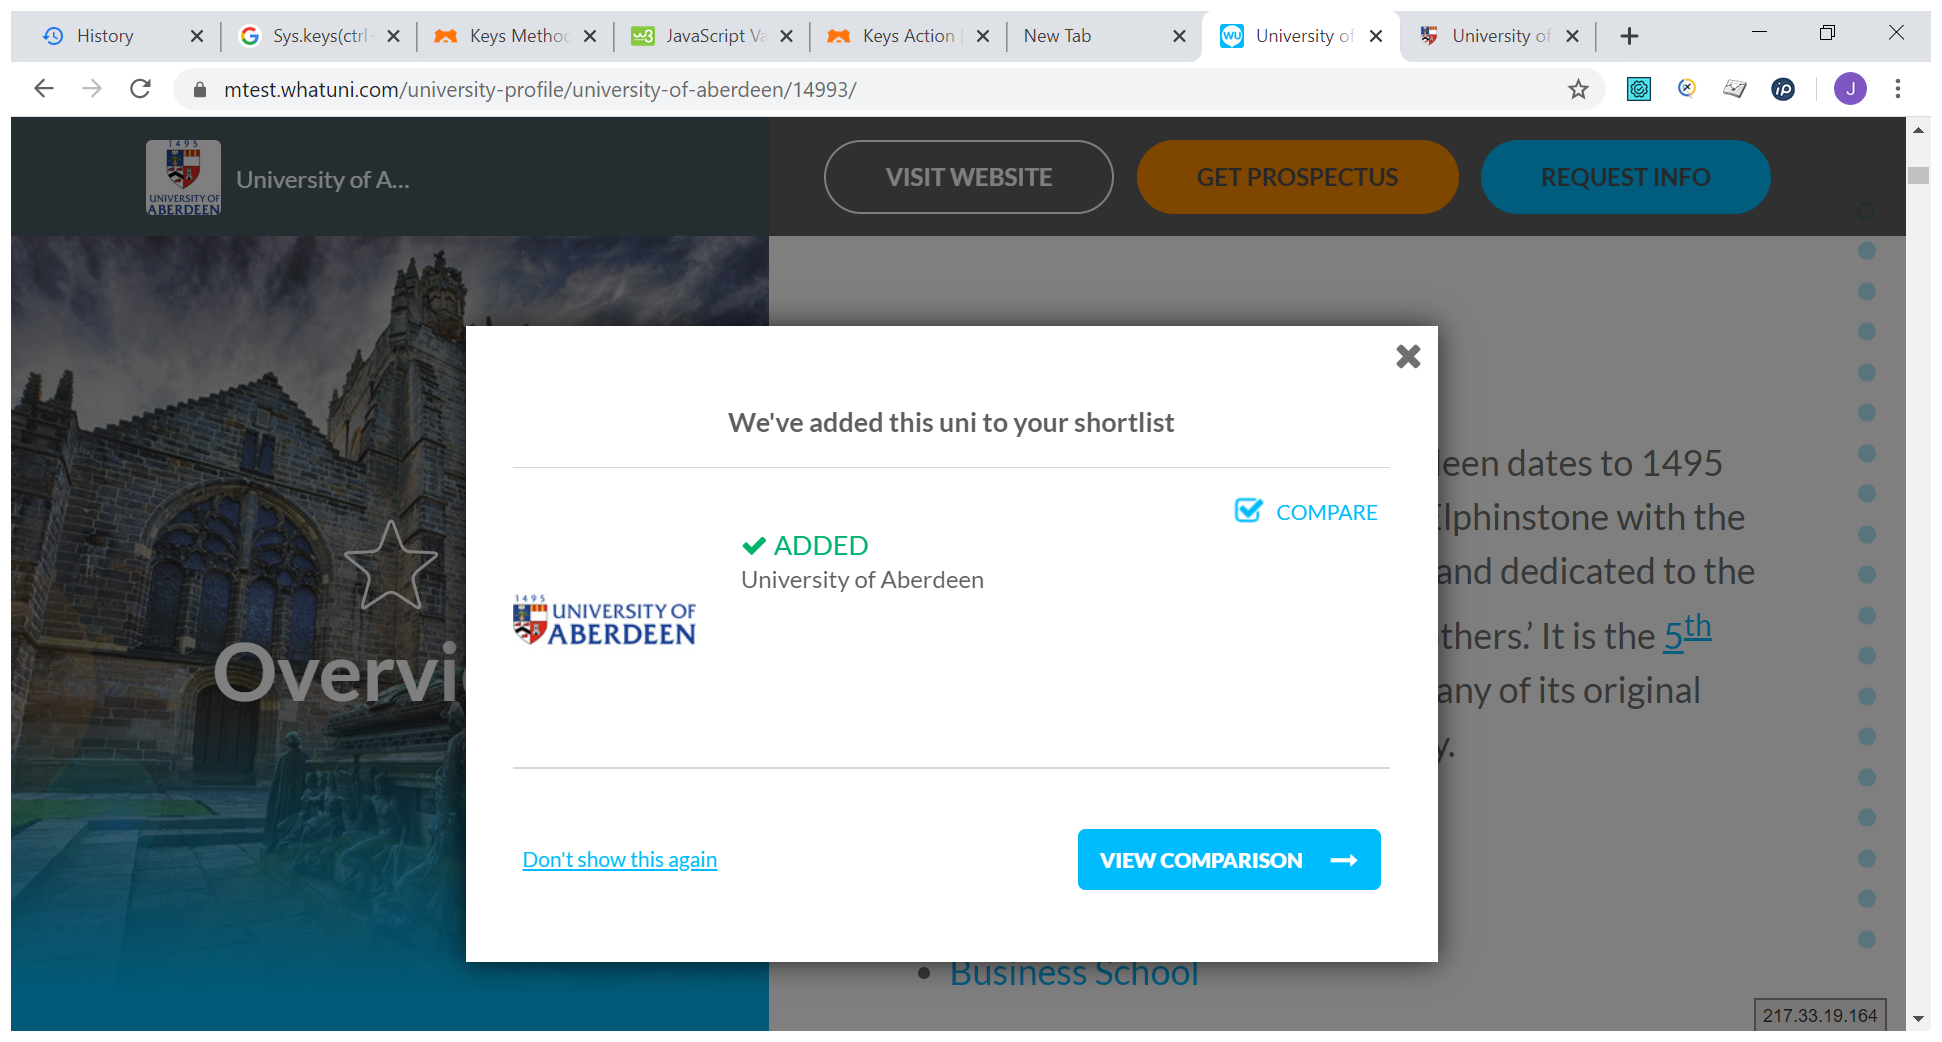 History
Sys.keys(ctrl-
Keys Method
JavaScript Va
Keys Action
New Tab
University of
University of
mtest.whatuni.com/university-profile/university-of-aberdeen/14993/
J
1495
UNIVERSITY OF
ABERDEEN
University of A...
VISIT WEBSITE
GET PROSPECTUS
REQUEST INFO
We've added this uni to your shortlist
COMPARE
ADDED
University of Aberdeen
1495
UNIVERSITY OF
ABERDEEN
Don't show this again
VIEW COMPARISON
Overvi
een dates to 1495
Elphinstone with the
and dedicated to the
thers.’ It is the 5th
any of its original
y.
Business School
217.33.19.164